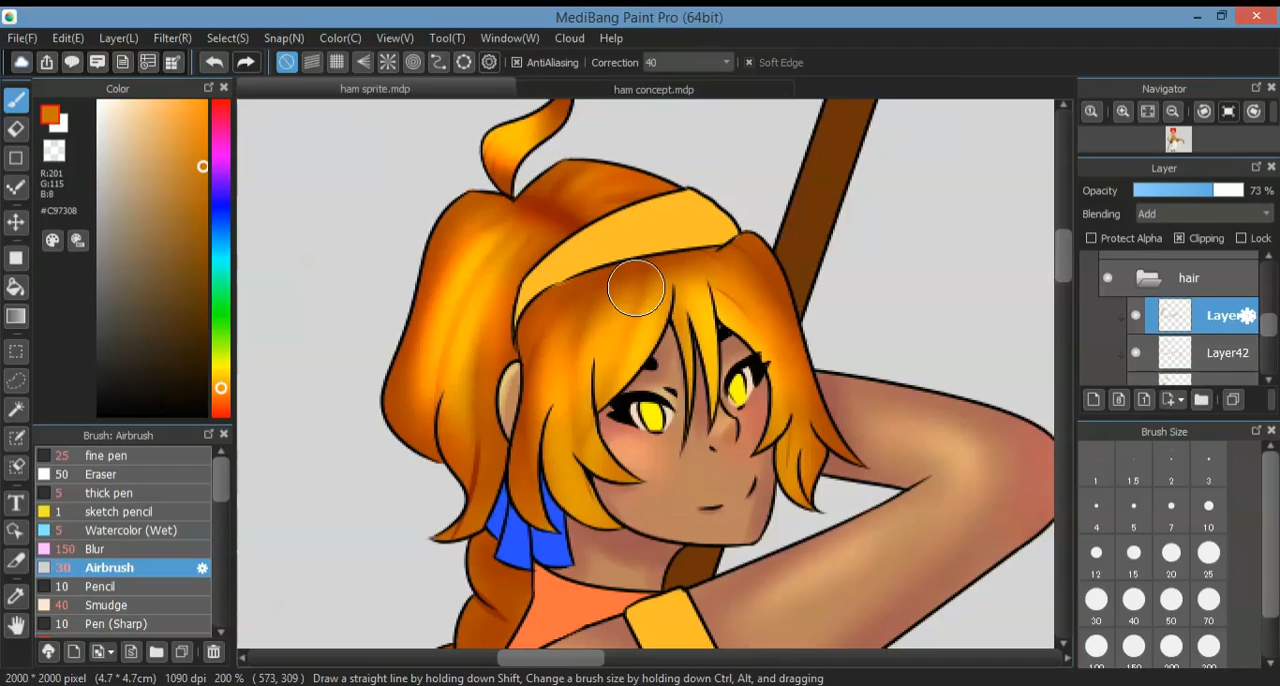 MediBang Paint Pro (64bit)
File(F) Edit(E) Layer(L) Filter(R) Select(S) Snap(N) Color(C) View(V) Tool(T) Window(W) Cloud Help
AntiAliasing Correction 40 Soft Edge
Color
ham sprite.mdp
ham concept.mdp
Navigator
R:201
G:115
B:8
#C97308
Layer
Opacity 73 %
Blending Add
Protect Alpha Clipping Lock
hair
Layer
Layer42
Brush: Airbrush
25 fine pen
50 Eraser
5 thick pen
1 sketch pencil
5 Watercolor (Wet)
150 Blur
30 Airbrush
10 Pencil
40 Smudge
10 Pen (Sharp)
Brush Size
1 1.5 2 3
4 5 7 10
12 15 20 25
30 40 50 70
100 150 200 300
2000 * 2000 pixel (4.7 * 4.7cm) 1090 dpi 200 % ( 573, 309 ) Draw a straight line by holding down Shift, Change a brush size by holding down Ctrl, Alt, and dragging